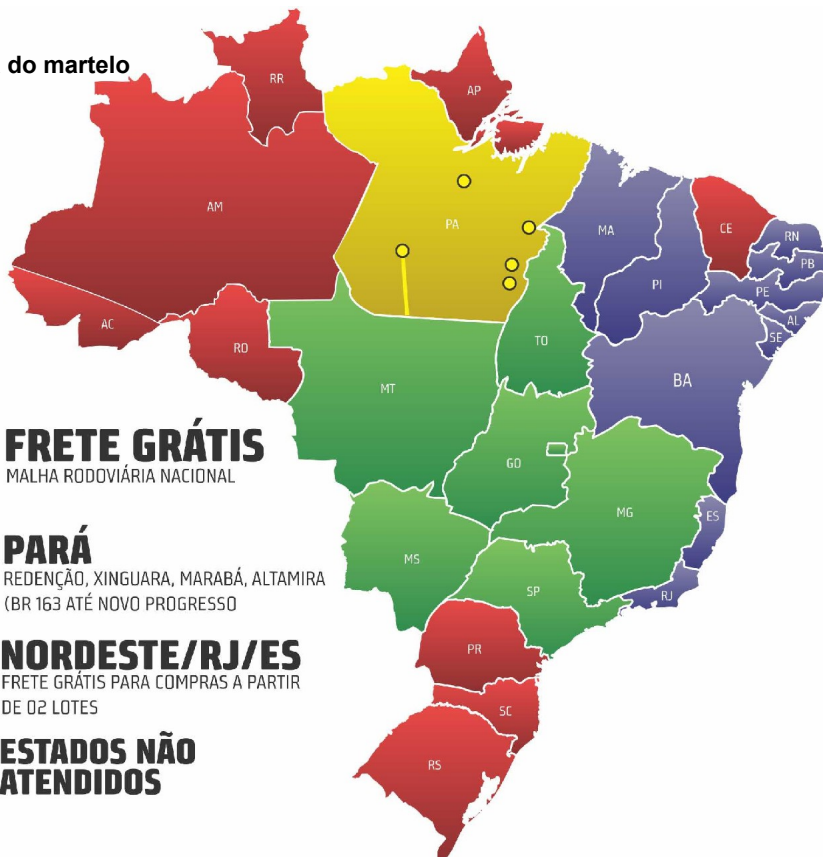 do martelo
RR
AP
AM
PA
MA
CE
RN
PB
PI
PE
AL
SE
AC
RO
TO
BA
MT
FRETE GRÁTIS
MALHA RODOVIÁRIA NACIONAL
GO
MG
ES
MS
PARÁ
REDENÇÃO, XINGUARA, MARABÁ, ALTAMIRA
(BR 163 ATÉ NOVO PROGRESSO
SP
RJ
PR
NORDESTE/RJ/ES
FRETE GRÁTIS PARA COMPRAS A PARTIR
DE 02 LOTES
SC
ESTADOS NÃO
ATENDIDOS
RS